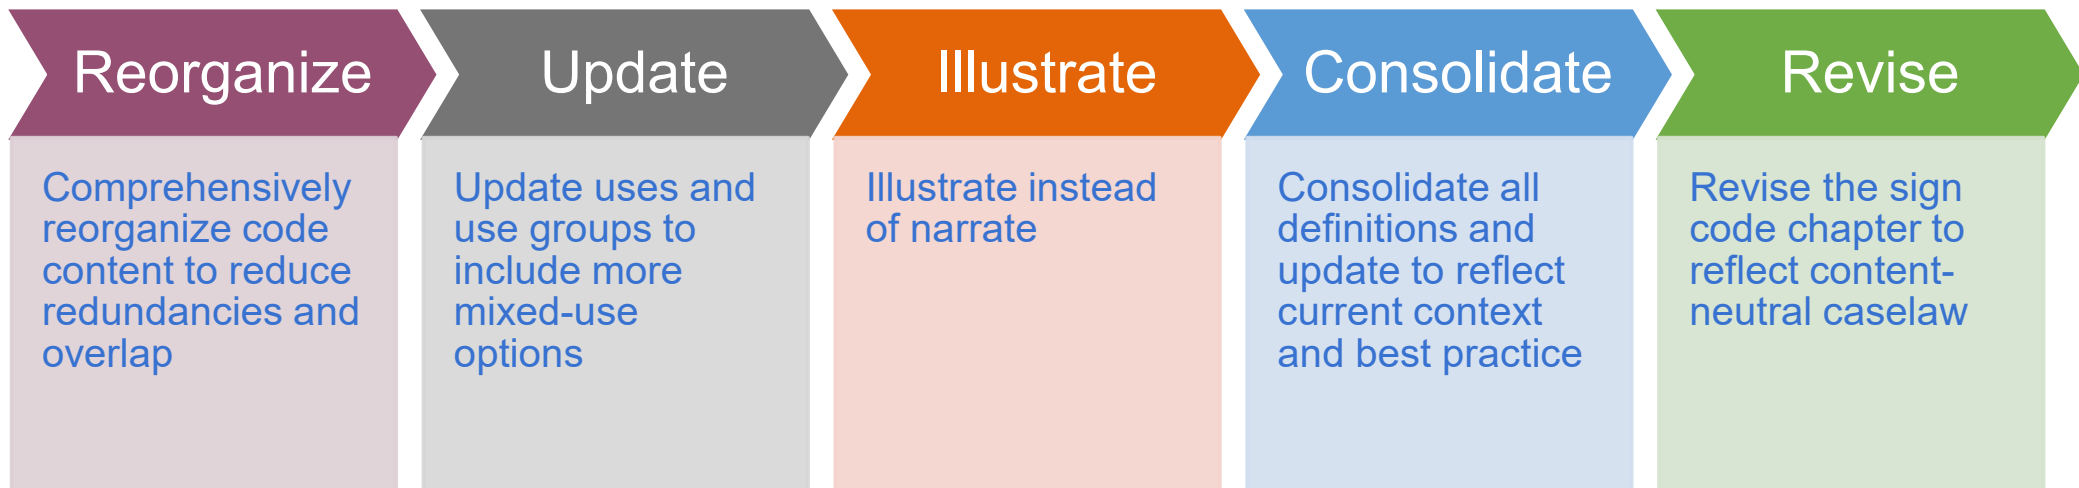 Reorganize
Comprehensively
reorganize code
content to reduce
redundancies and
overlap
Update
Update uses and
use groups to
include more
mixed-use
options
Illustrate
Illustrate instead
of narrate
Consolidate
Consolidate all
definitions and
update to reflect
current context
and best practice
Revise
Revise the sign
code chapter to
reflect content-
neutral caselaw